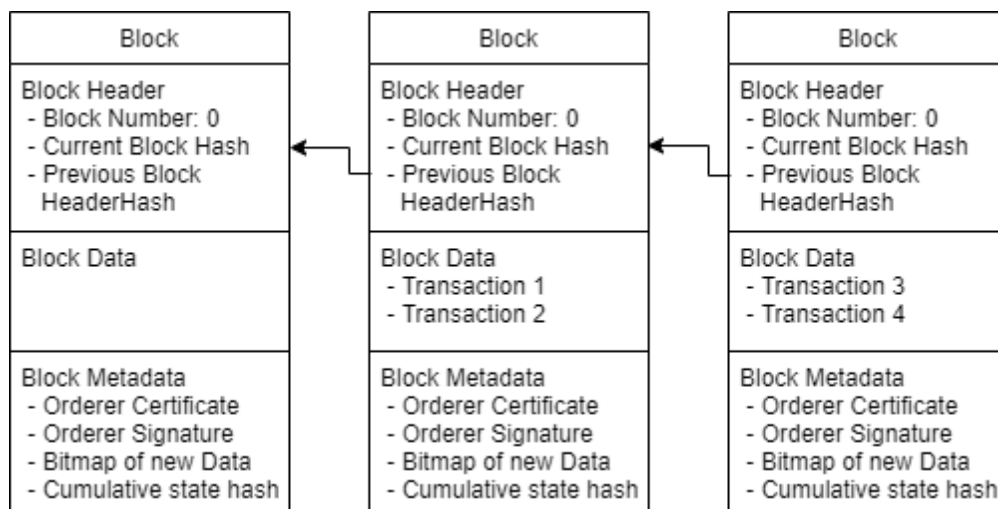 Block
Block Header
- Block Number: 0
- Current Block Hash
- Previous Block
HeaderHash
Block Data
Block Metadata
- Orderer Certificate
- Orderer Signature
- Bitmap of new Data
- Cumulative state hash
Block
Block Header
- Block Number: 0
- Current Block Hash
- Previous Block
HeaderHash
Block Data
- Transaction 1
- Transaction 2
Block Metadata
- Orderer Certificate
- Orderer Signature
- Bitmap of new Data
- Cumulative state hash
Block
Block Header
- Block Number: 0
- Current Block Hash
- Previous Block
HeaderHash
Block Data
- Transaction 3
- Transaction 4
Block Metadata
- Orderer Certificate
- Orderer Signature
- Bitmap of new Data
- Cumulative state hash